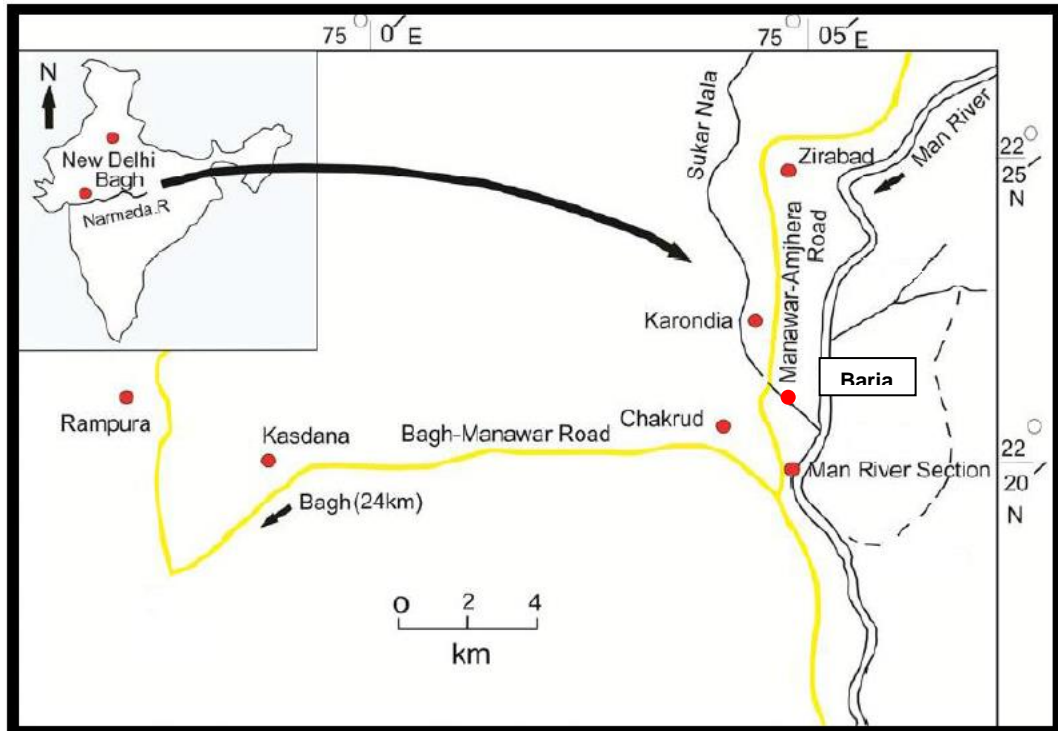 75° 0′ E
75° 05′ E
N
New Delhi
Bagh
Narmada.R
Sukar Nala
Man River
Zirabad
22°
25′
N
Manawar-Amjhera
Road
Karondia
Baria
Rampura
Kasdana
Bagh-Manawar Road
Chakrud
22°
20′
N
Man River Section
Bagh (24km)
0 2 4
km